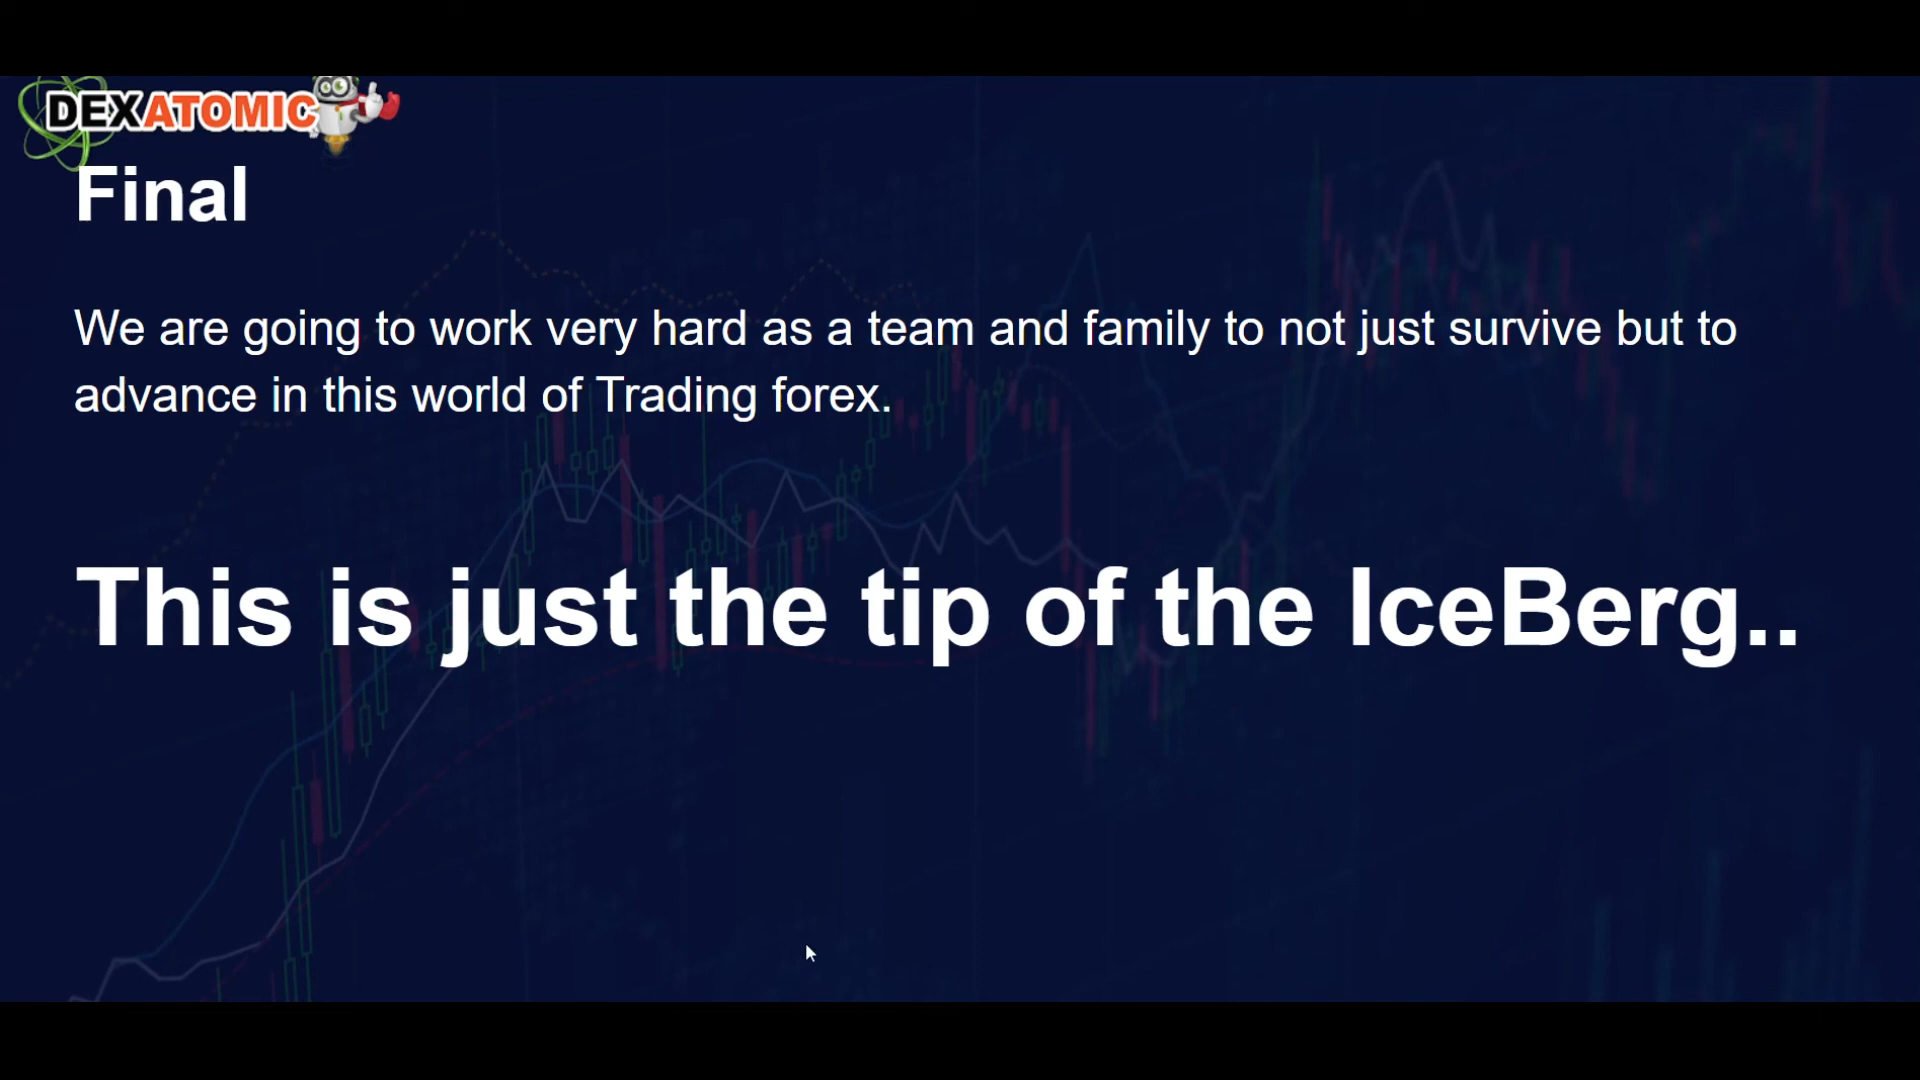 DEXATOMIC
Final
We are going to work very hard as a team and family to not just survive but to
advance in this world of Trading forex.
This is just the tip of the IceBerg..